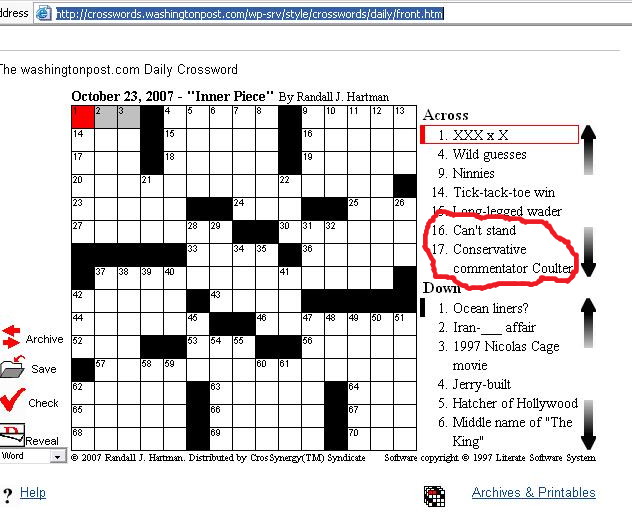 ddress http://crosswords.washingtonpost.com/wp-srv/style/crosswords/daily/front.htm
The washingtonpost.com Daily Crossword
October 23, 2007 - "Inner Piece" By Randall J. Hartman
1 2 3 4 5 6 7 8 9 10 11 12 13
14 15 16
17 18 19
20 21 22
23 24 25 26
27 28 29 30 31 32
33 34 35 36
37 38 39 40 41
42 43
44 45 46 47 48 49 50 51
52 53 54 55 56
57 58 59 60 61
62 63 64
65 66 67
68 69 70
Across
1. XXX x X
4. Wild guesses
9. Ninnies
14. Tick-tack-toe win
15. Long-legged wader
16. Can't stand
17. Conservative
commentator Coulter
Down
1. Ocean liners?
2. Iran-___ affair
3. 1997 Nicolas Cage
movie
4. Jerry-built
5. Hatcher of Hollywood
6. Middle name of "The
King"
Archive
Save
Check
Reveal
Word
© 2007 Randall J. Hartman. Distributed by CrosSynergy(TM) Syndicate
Software copyright © 1997 Literate Software System
? Help
Archives & Printables